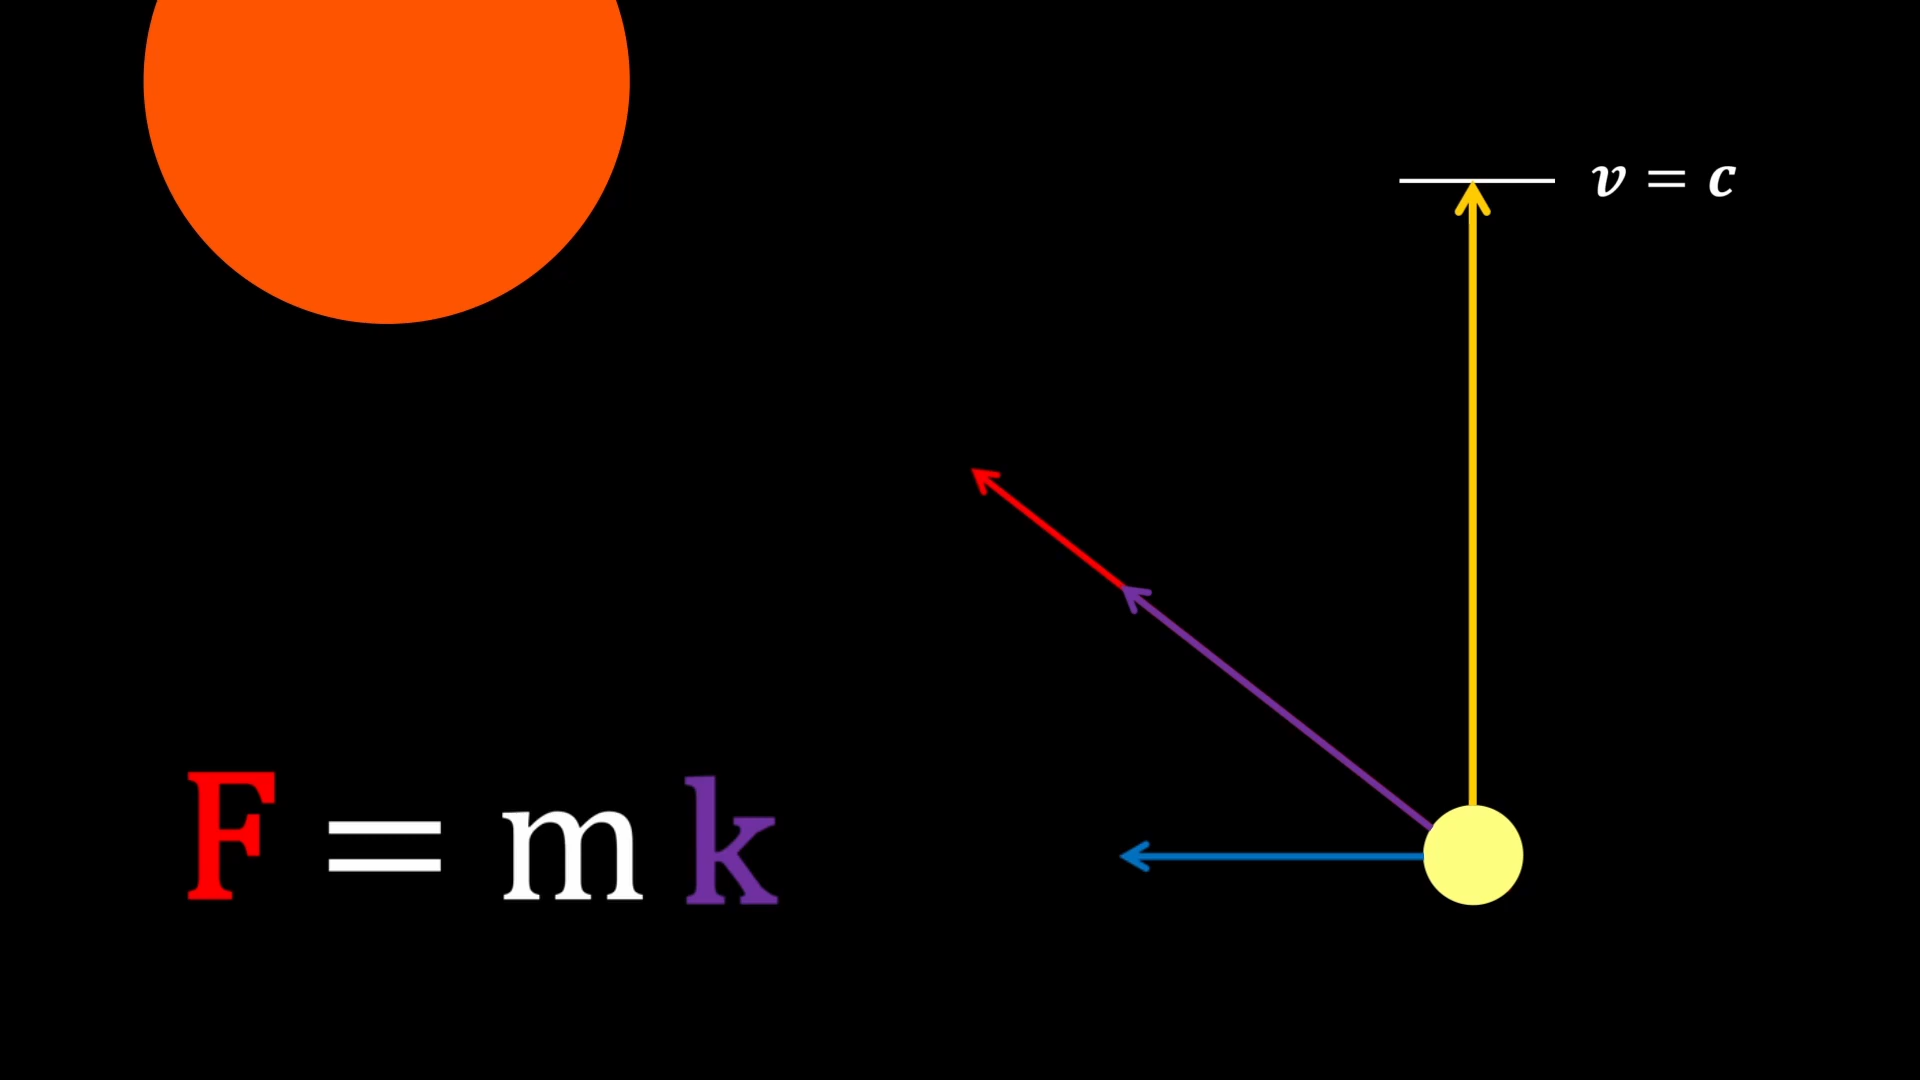 v = c
F = m k